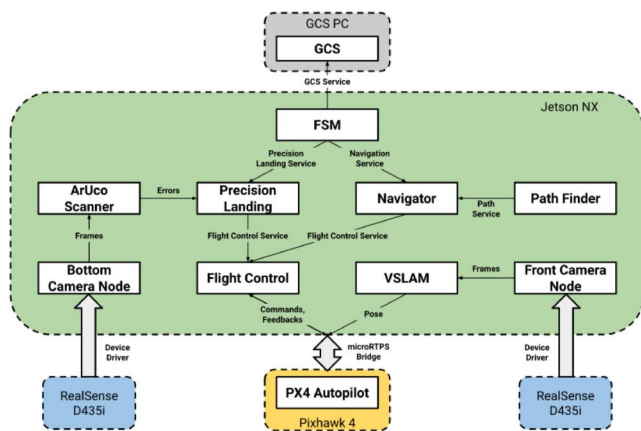 GCS PC
GCS
GCS Service
Jetson NX
FSM
Precision
Landing Service
Navigation
Service
ArUco
Scanner
Errors
Precision
Landing
Navigator
Path
Service
Path Finder
Frames
Flight Control Service
Flight Control Service
Bottom
Camera Node
Flight Control
VSLAM
Frames
Front Camera
Node
Commands,
Feedbacks
Pose
Device
Driver
microRTPS
Bridge
Device
Driver
RealSense
D435i
PX4 Autopilot
Pixhawk 4
RealSense
D435i